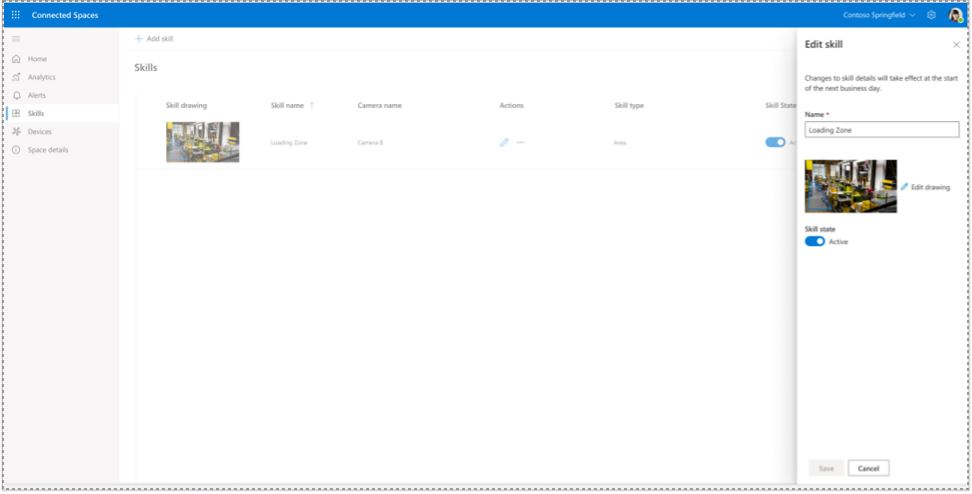 Connected Spaces
Contoso Springfield
Home
Analytics
Alerts
Skills
Devices
Space details
Add skill
Skills
Skill drawing
Skill name
Camera name
Actions
Skill type
Skill State
Loading Zone
Camera B
Area
Edit skill
Changes to skill details will take effect at the start
of the next business day.
Name *
Loading Zone
Edit drawing
Skill state
Active
Save
Cancel